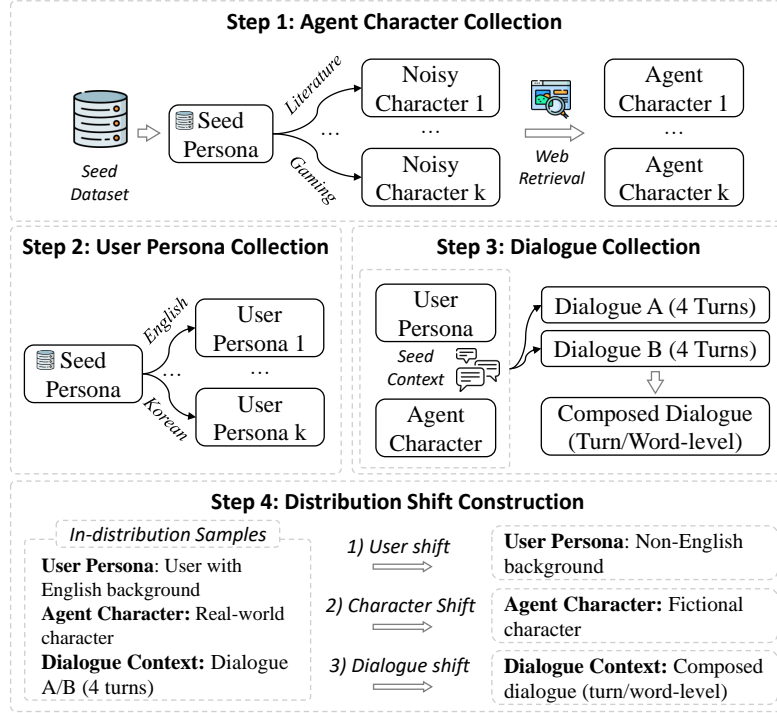 Step 1: Agent Character Collection
Seed
Dataset
Seed
Persona
Literature
...
Gaming
Noisy
Character 1
...
Noisy
Character k
Web
Retrieval
Agent
Character 1
...
Agent
Character k
Step 2: User Persona Collection
Seed
Persona
English
...
Korean
User
Persona 1
...
User
Persona k
Step 3: Dialogue Collection
User
Persona
Seed
Context
Agent
Character
Dialogue A (4 Turns)
Dialogue B (4 Turns)
Composed Dialogue
(Turn/Word-level)
Step 4: Distribution Shift Construction
In-distribution Samples
User Persona: User with
English background
Agent Character: Real-world
character
Dialogue Context: Dialogue
A/B (4 turns)
1) User shift
User Persona: Non-English
background
2) Character Shift
Agent Character: Fictional
character
3) Dialogue shift
Dialogue Context: Composed
dialogue (turn/word-level)